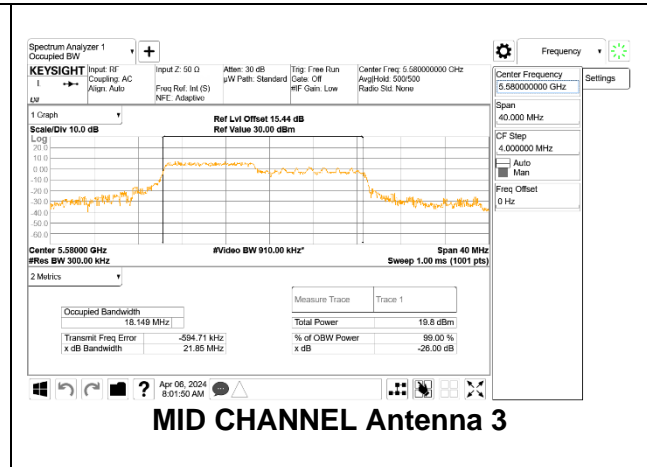 Spectrum Analyzer 1
Occupied BW
Frequency
KEYSIGHT
Input: RF
Coupling: AC
Align: Auto
Input Z: 50 Ω
Freq Ref: Int (S)
NFE: Adaptive
Atten: 30 dB
µW Path: Standard
Trig: Free Run
Gate: Off
#IF Gain: Low
Center Freq: 5.580000000 GHz
Avg|Hold: 500/500
Radio Std: None
Center Frequency
5.580000000 GHz
Settings
Span
40.000 MHz
CF Step
4.000000 MHz
Auto
Man
Freq Offset
0 Hz
1 Graph
Scale/Div 10.0 dB
Ref Lvl Offset 15.44 dB
Ref Value 30.00 dBm
Log
20.0
10.0
0.00
-10.0
-20.0
-30.0
-40.0
-50.0
-60.0
Center 5.58000 GHz
#Res BW 300.00 kHz
#Video BW 910.00 kHz*
Span 40 MHz
Sweep 1.00 ms (1001 pts)
2 Metrics
Measure Trace Trace 1
Occupied Bandwidth
18.149 MHz
Total Power 19.8 dBm
Transmit Freq Error -594.71 kHz
% of OBW Power 99.00 %
x dB Bandwidth 21.85 MHz
x dB -26.00 dB
Apr 06, 2024
8:01:50 AM
MID CHANNEL Antenna 3